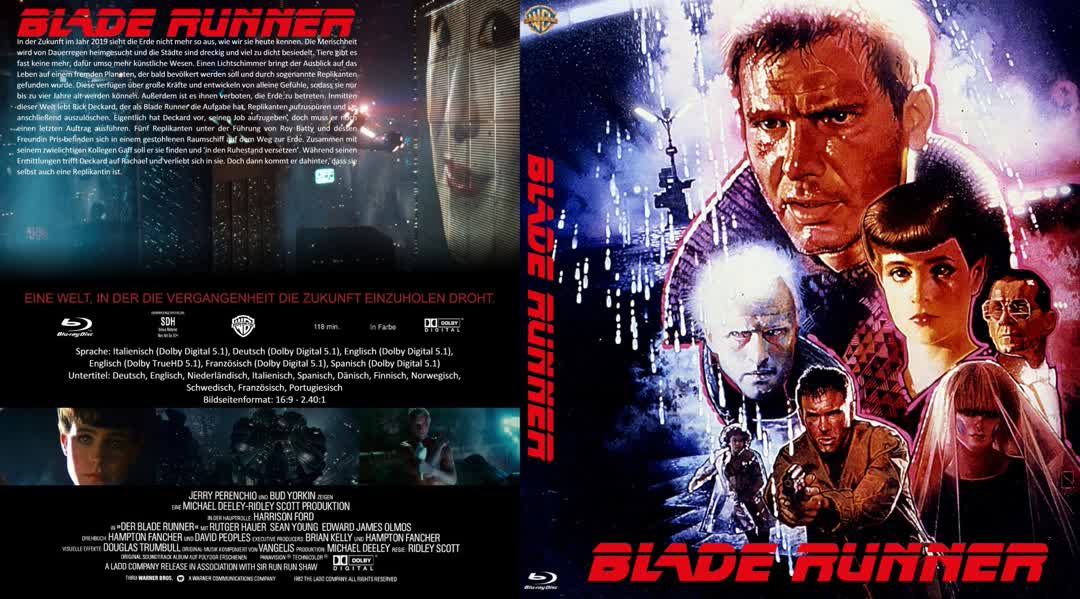 BLADE RUNNER
In der Zukunft im Jahr 2019 sieht die Erde nicht mehr so aus, wie wir sie heute kennen. Die Menschheit
wird von Dauerregen heimgesucht und die Städte sind dreckig und viel zu dicht besiedelt. Tiere gibt es
fast keine mehr, dafür umso mehr künstliche Wesen. Einen Lichtschimmer bringt der Ausblick auf das
Leben auf einem fremden Planeten, der bald bevölkert werden soll und durch sogenannte Replikanten
gefunden wurde. Diese verfügen über große Kräfte und entwickeln von alleine Gefühle, sodass sie nur
bis zu vier Jahre alt werden können. Außerdem ist es ihnen verboten, die Erde zu betreten. Inmitten
dieser Welt lebt Rick Deckard, der als Blade Runner die Aufgabe hat, Replikanten aufzuspüren und
anschließend auszulöschen. Eigentlich hat Deckard vor, seinen Job aufzugeben, doch muss er noch
einen letzten Auftrag ausführen. Fünf Replikanten unter der Führung von Roy Batty und dessen
Freundin Pris befinden sich in einem gestohlenen Raumschiff auf dem Weg zur Erde. Zusammen mit
seinem zwielichtigen Kollegen Gaff soll er sie finden und 'in den Ruhestand versetzen'. Während seinen
Ermittlungen trifft Deckard auf Rachael und verliebt sich in sie. Doch dann kommt er dahinter, dass sie
selbst auch eine Replikantin ist.
EINE WELT, IN DER DIE VERGANGENHEIT DIE ZUKUNFT EINZUHOLEN DROHT.
Blu-ray Disc
SDH
WB
118 min.
In Farbe
DOLBY
DIGITAL
Sprache: Italienisch (Dolby Digital 5.1), Deutsch (Dolby Digital 5.1), Englisch (Dolby Digital 5.1),
Englisch (Dolby TrueHD 5.1), Französisch (Dolby Digital 5.1), Spanisch (Dolby Digital 5.1)
Untertitel: Deutsch, Englisch, Niederländisch, Italienisch, Spanisch, Dänisch, Finnisch, Norwegisch,
Schwedisch, Französisch, Portugiesisch
Bildseitenformat: 16:9 - 2.40:1
JERRY PERENCHIO UND BUD YORKIN ZEIGEN
EINE MICHAEL DEELEY-RIDLEY SCOTT PRODUKTION
IN DER HAUPTROLLE: HARRISON FORD
IN »DER BLADE RUNNER« MIT RUTGER HAUER SEAN YOUNG EDWARD JAMES OLMOS
DREHBUCH HAMPTON FANCHER UND DAVID PEOPLES EXECUTIVE PRODUCERS: BRIAN KELLY UND HAMPTON FANCHER
VISUELLE EFFEKTE DOUGLAS TRUMBULL ORIGINAL-MUSIK KOMPONIERT VON VANGELIS PRODUKTION MICHAEL DEELEY REGIE: RIDLEY SCOTT
ORIGINAL SOUNDTRACK ALBUM AUF POLYDOR ERSCHIENEN PANAVISION ® TECHNICOLOR ®
DOLBY
DIGITAL
A LADD COMPANY RELEASE IN ASSOCIATION WITH SIR RUN RUN SHAW
THRU WARNER BROS. A WARNER COMMUNICATIONS COMPANY 1982 THE LADD COMPANY. ALL RIGHTS RESERVED
BLADE RUNNER
WB
Blu-ray Disc
BLADE RUNNER